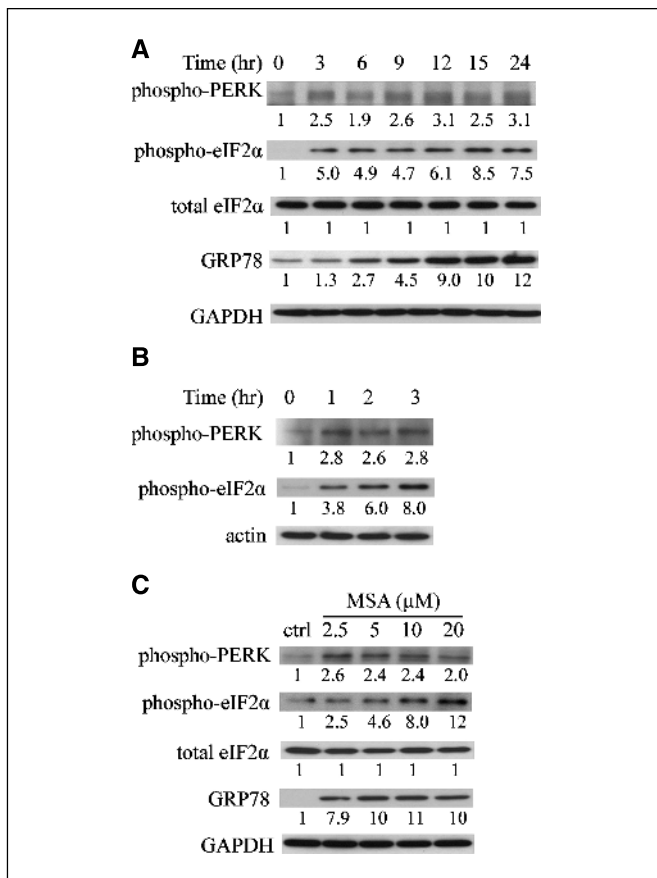 A
Time (hr) 0 3 6 9 12 15 24
phospho-PERK
1 2.5 1.9 2.6 3.1 2.5 3.1
phospho-eIF2α
1 5.0 4.9 4.7 6.1 8.5 7.5
total eIF2α
1 1 1 1 1 1 1
GRP78
1 1.3 2.7 4.5 9.0 10 12
GAPDH
B
Time (hr) 0 1 2 3
phospho-PERK
1 2.8 2.6 2.8
phospho-eIF2α
1 3.8 6.0 8.0
actin
C
MSA (μM)
ctrl 2.5 5 10 20
phospho-PERK
1 2.6 2.4 2.4 2.0
phospho-eIF2α
1 2.5 4.6 8.0 12
total eIF2α
1 1 1 1 1
GRP78
1 7.9 10 11 10
GAPDH